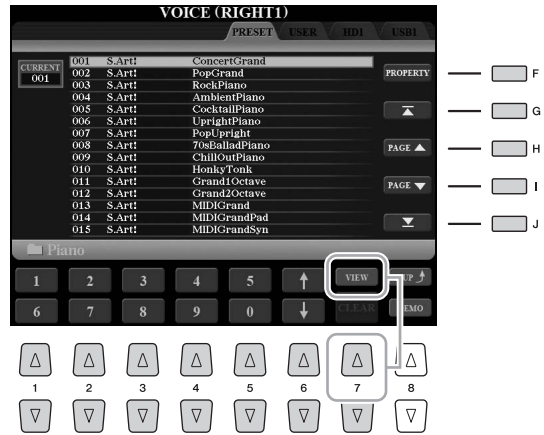 VOICE (RIGHT1)
PRESET USER HD1 USB1
CURRENT
001
001 S.Art! ConcertGrand
002 S.Art! PopGrand
003 S.Art! RockPiano
004 S.Art! AmbientPiano
005 S.Art! CocktailPiano
006 S.Art! UprightPiano
007 S.Art! PopUpright
008 S.Art! 70sBalladPiano
009 S.Art! ChillOutPiano
010 S.Art! HonkyTonk
011 S.Art! Grand1Octave
012 S.Art! Grand2Octave
013 S.Art! MIDIGrand
014 S.Art! MIDIGrandPad
015 S.Art! MIDIGrandSyn
PROPERTY F
G
PAGE H
PAGE I
J
Piano
1 2 3 4 5 VIEW UP
6 7 8 9 0 CLEAR
1 2 3 4 5 6 7 8